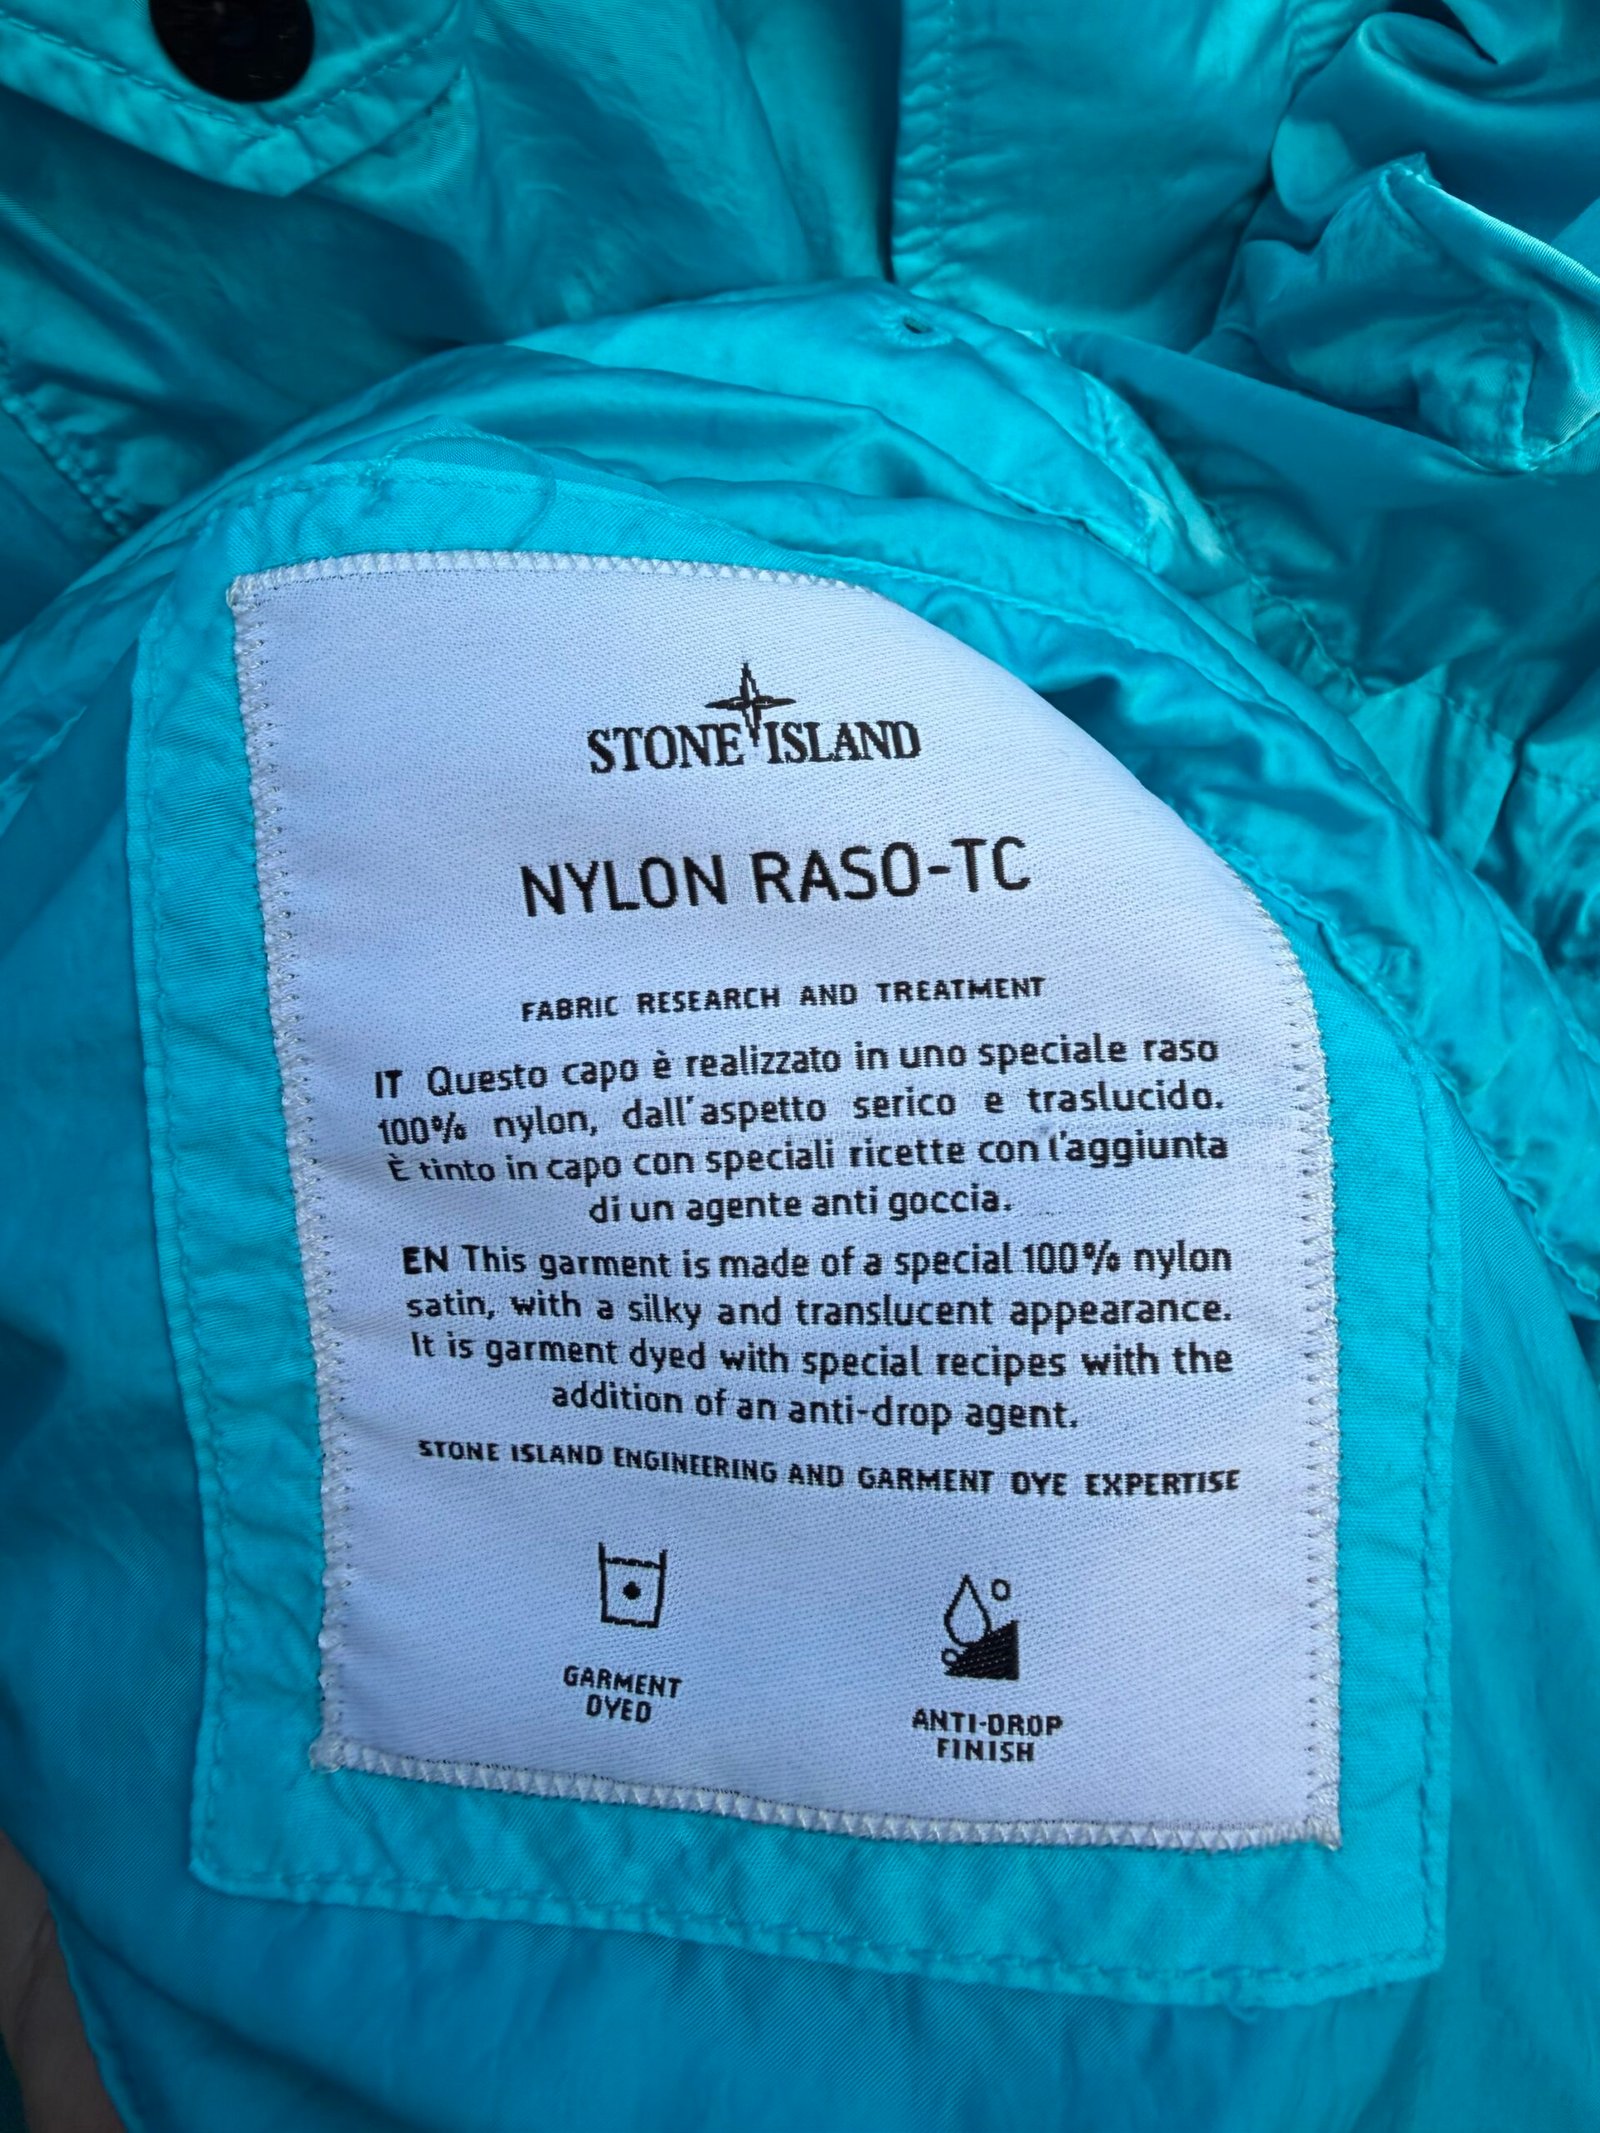 STONE ISLAND
NYLON RASO-TC
FABRIC RESEARCH AND TREATMENT
IT Questo capo è realizzato in uno speciale raso
100% nylon, dall'aspetto serico e traslucido.
È tinto in capo con speciali ricette con l'aggiunta
di un agente anti goccia.
EN This garment is made of a special 100% nylon
satin, with a silky and translucent appearance.
It is garment dyed with special recipes with the
addition of an anti-drop agent.
STONE ISLAND ENGINEERING AND GARMENT DYE EXPERTISE
GARMENT
DYED
ANTI-DROP
FINISH